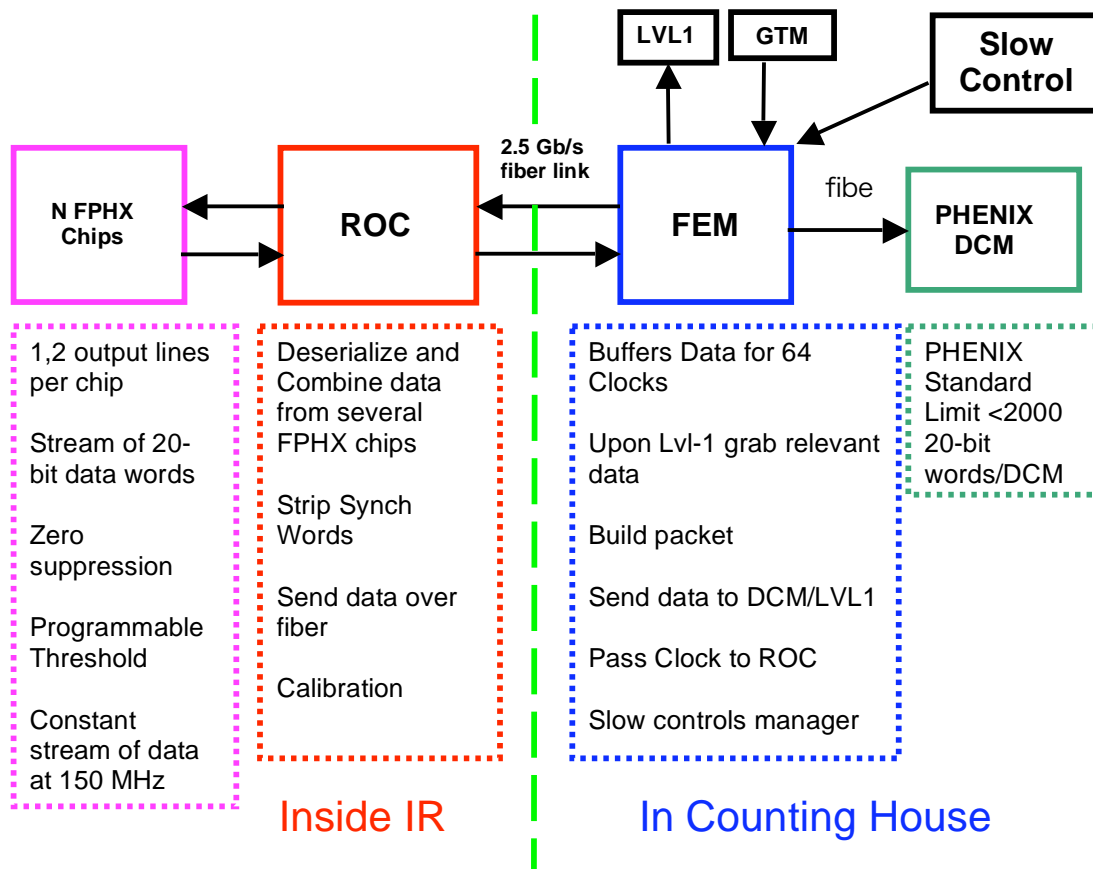 LVL1
GTM
Slow
Control
2.5 Gb/s
fiber link
N FPHX
Chips
ROC
FEM
fibe
PHENIX
DCM
1,2 output lines
per chip
Stream of 20-
bit data words
Zero
suppression
Programmable
Threshold
Constant
stream of data
at 150 MHz
Deserialize and
Combine data
from several
FPHX chips
Strip Synch
Words
Send data over
fiber
Calibration
Buffers Data for 64
Clocks
Upon Lvl-1 grab relevant
data
Build packet
Send data to DCM/LVL1
Pass Clock to ROC
Slow controls manager
PHENIX
Standard
Limit <2000
20-bit
words/DCM
Inside IR
In Counting House